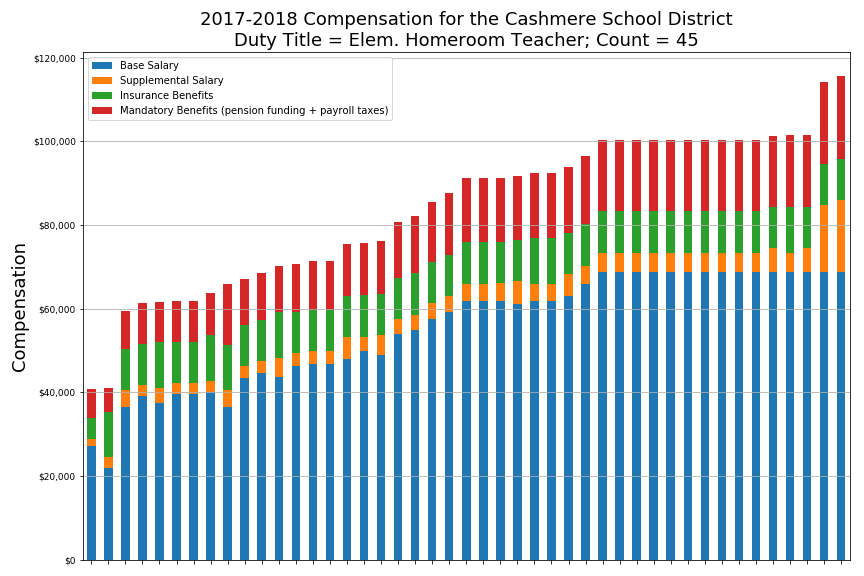 2017-2018 Compensation for the Cashmere School District
Duty Title = Elem. Homeroom Teacher; Count = 45
Base Salary
Supplemental Salary
Insurance Benefits
Mandatory Benefits (pension funding + payroll taxes)
Compensation
$120,000
$100,000
$80,000
$60,000
$40,000
$20,000
$0